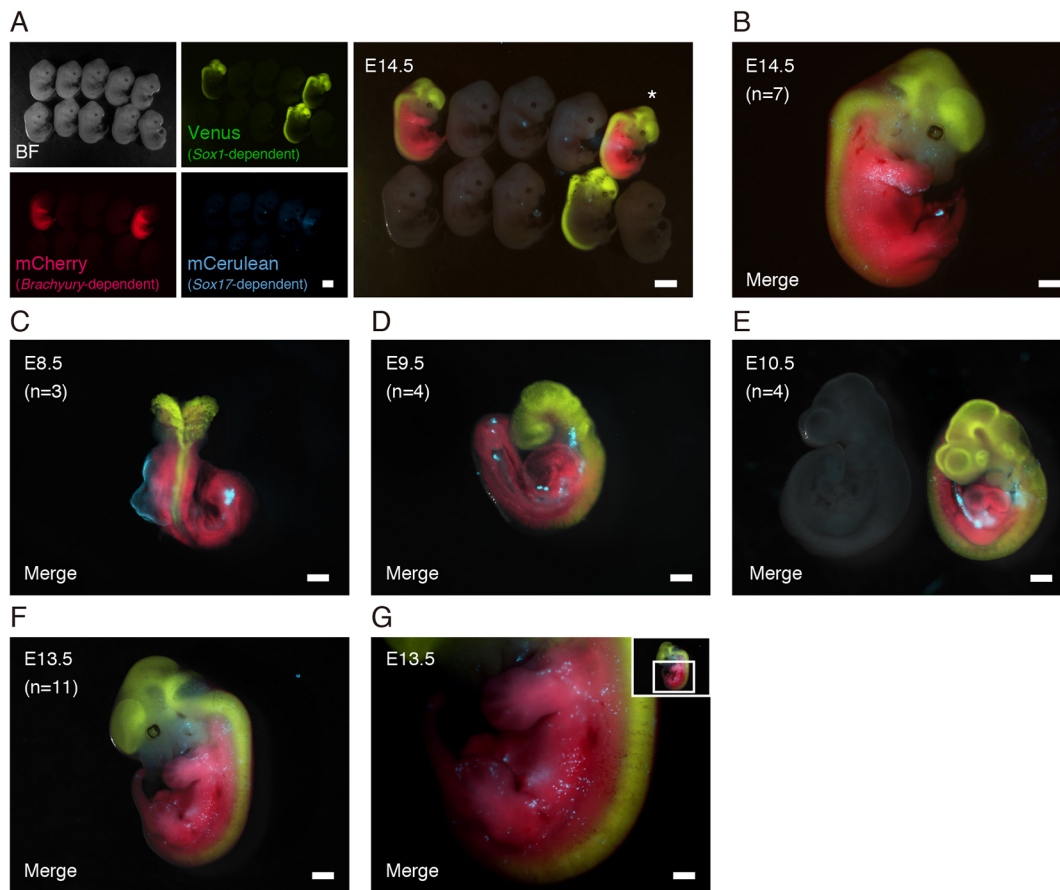 A
BF
Venus
(Sox1-dependent)
mCherry
(Brachyury-dependent)
mCerulean
(Sox17-dependent)
E14.5
*
B
E14.5
(n=7)
Merge
C
E8.5
(n=3)
Merge
D
E9.5
(n=4)
Merge
E
E10.5
(n=4)
Merge
F
E13.5
(n=11)
Merge
G
E13.5
Merge